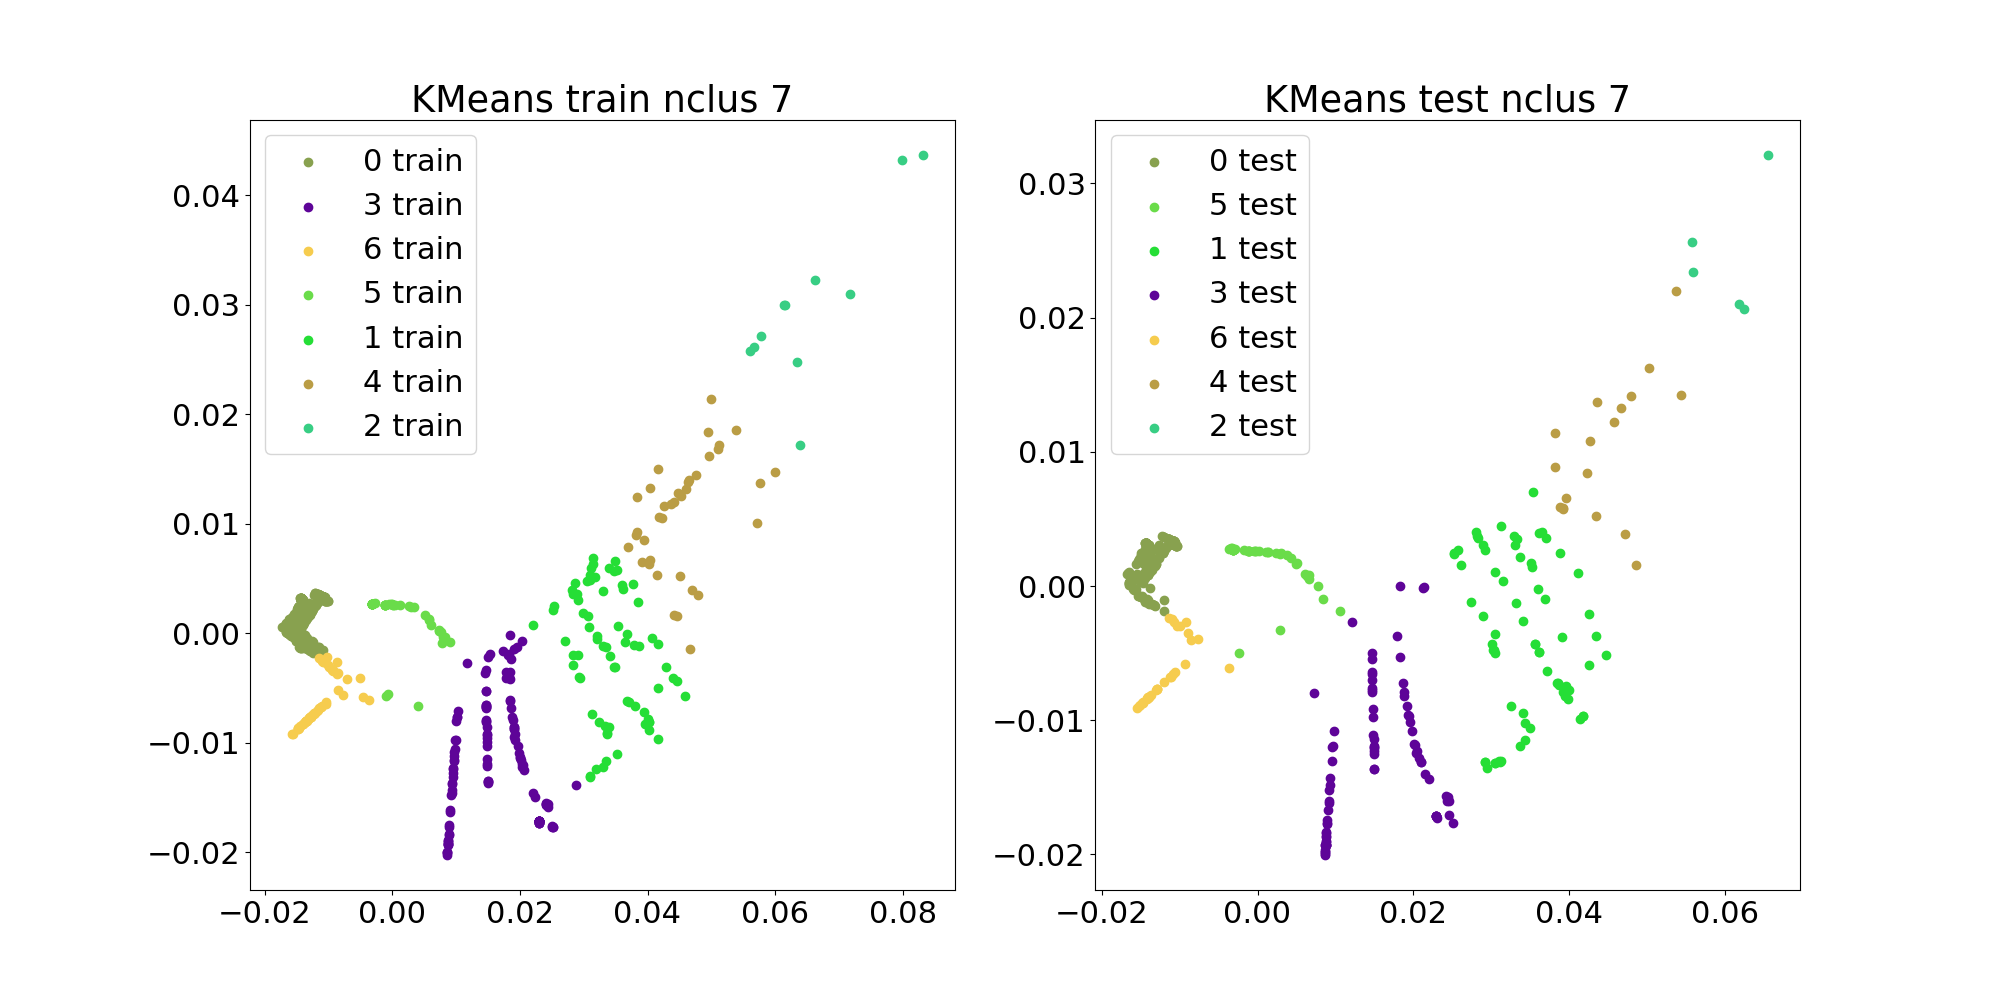 KMeans train nclus 7
0 train
3 train
6 train
5 train
1 train
4 train
2 train
0.04
0.03
0.02
0.01
0.00
−0.01
−0.02
−0.02 0.00 0.02 0.04 0.06 0.08
KMeans test nclus 7
0 test
5 test
1 test
3 test
6 test
4 test
2 test
0.03
0.02
0.01
0.00
−0.01
−0.02
−0.02 0.00 0.02 0.04 0.06